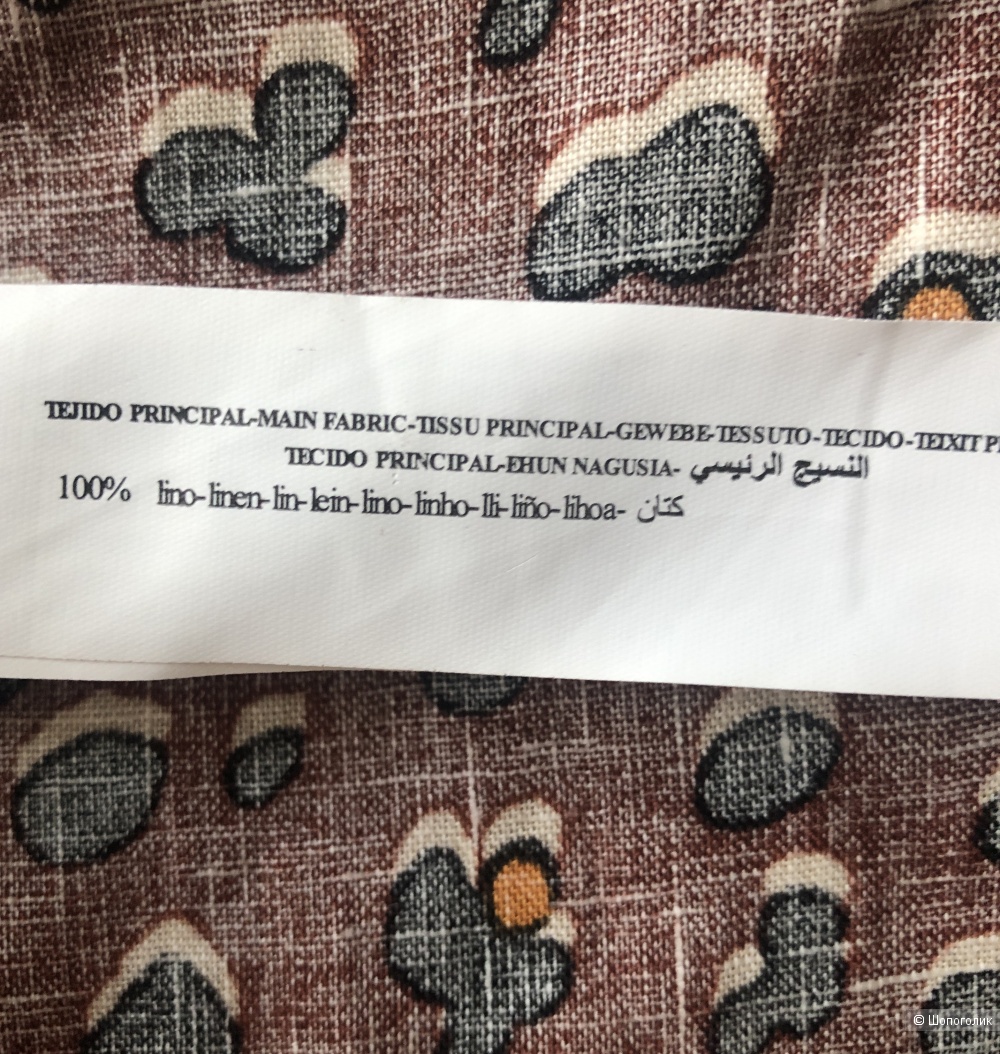 TEJIDO PRINCIPAL-MAIN FABRIC-TISSU PRINCIPAL-GEWEBE-TESSUTO-TECIDO-TEIXIT
TECIDO PRINCIPAL-EHUN NAGUSIA- النسيج الرئيسي
100% lino-linen-lin-lein-lino-linho-lli-liño-lihoa- كتان
© Шопоголик